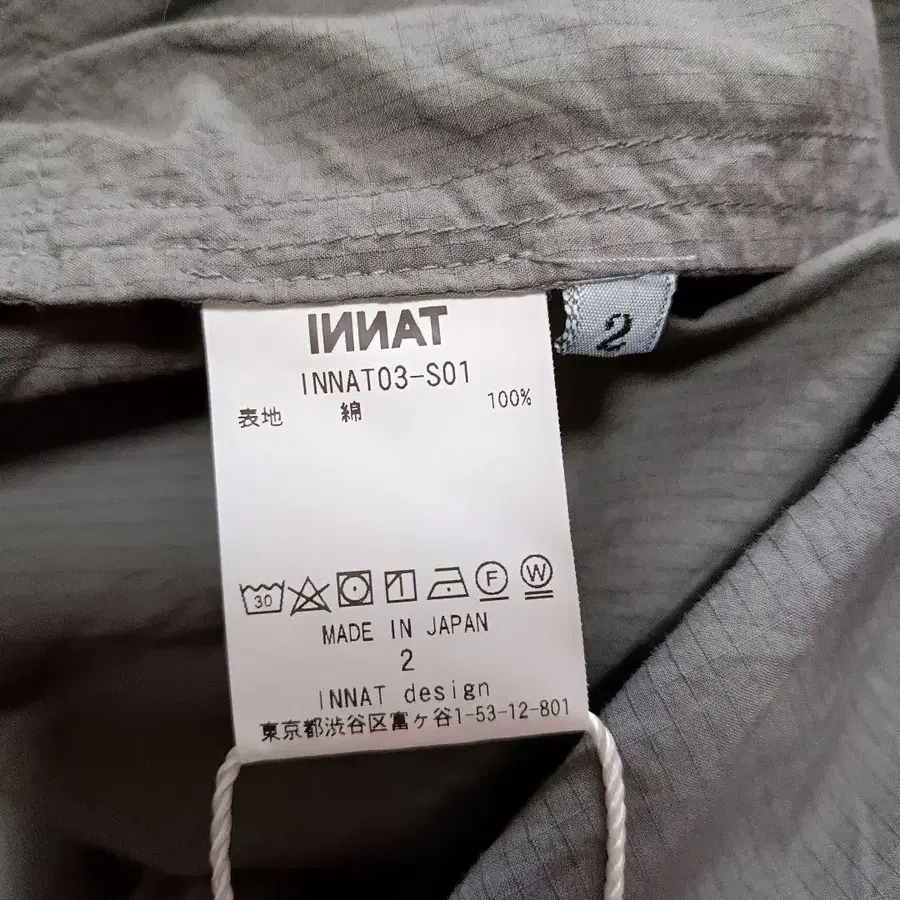 INNAT
2
INNAT03-S01
表地 綿 100%
30 F W
MADE IN JAPAN
2
INNAT design
東京都渋谷区富ヶ谷1-53-12-801